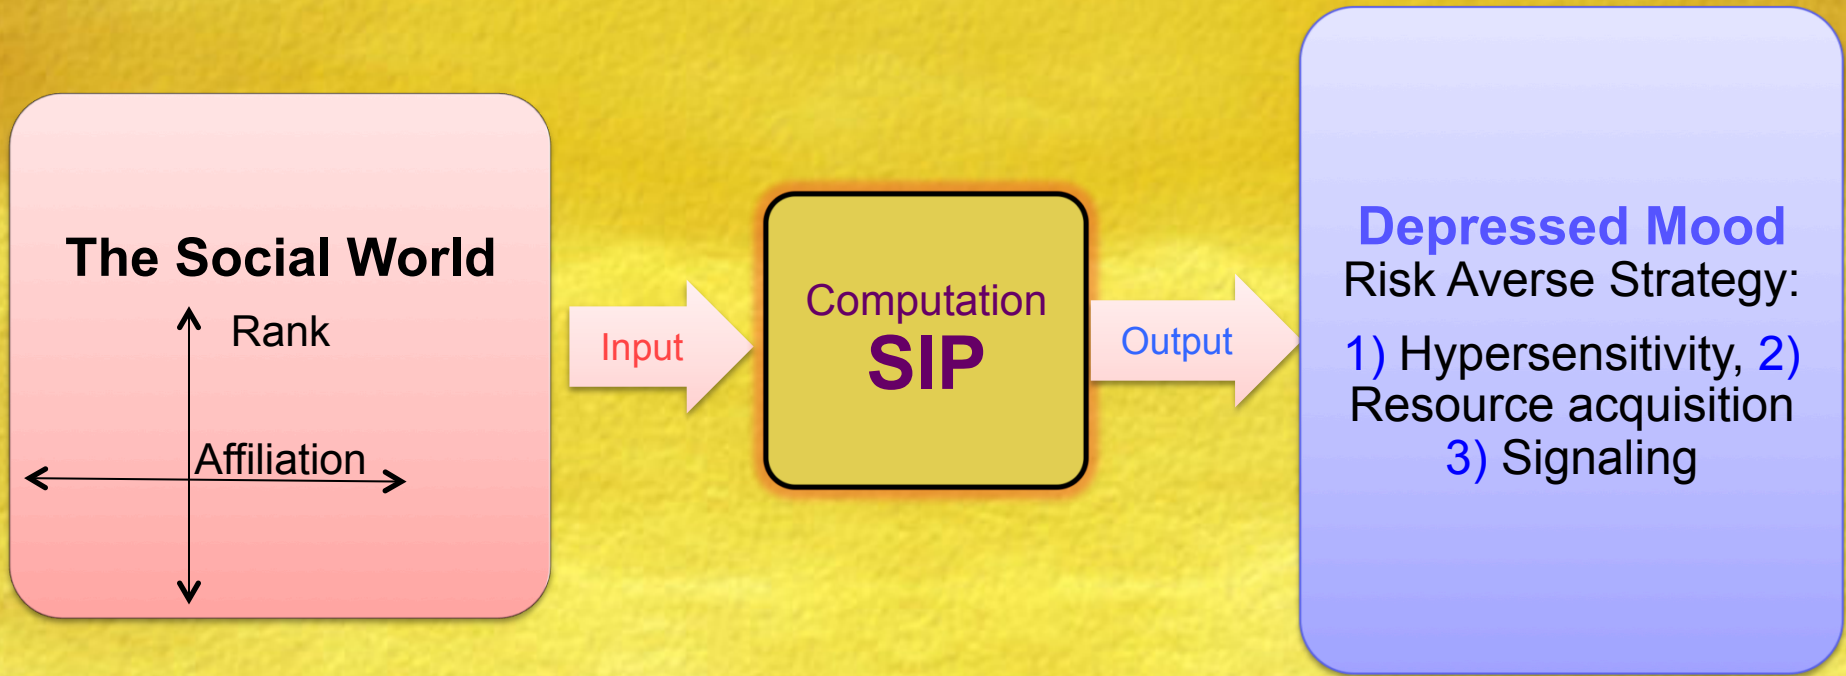 The Social World
Rank
Affiliation
Input
Computation
SIP
Output
Depressed Mood
Risk Averse Strategy:
1) Hypersensitivity, 2)
Resource acquisition
3) Signaling